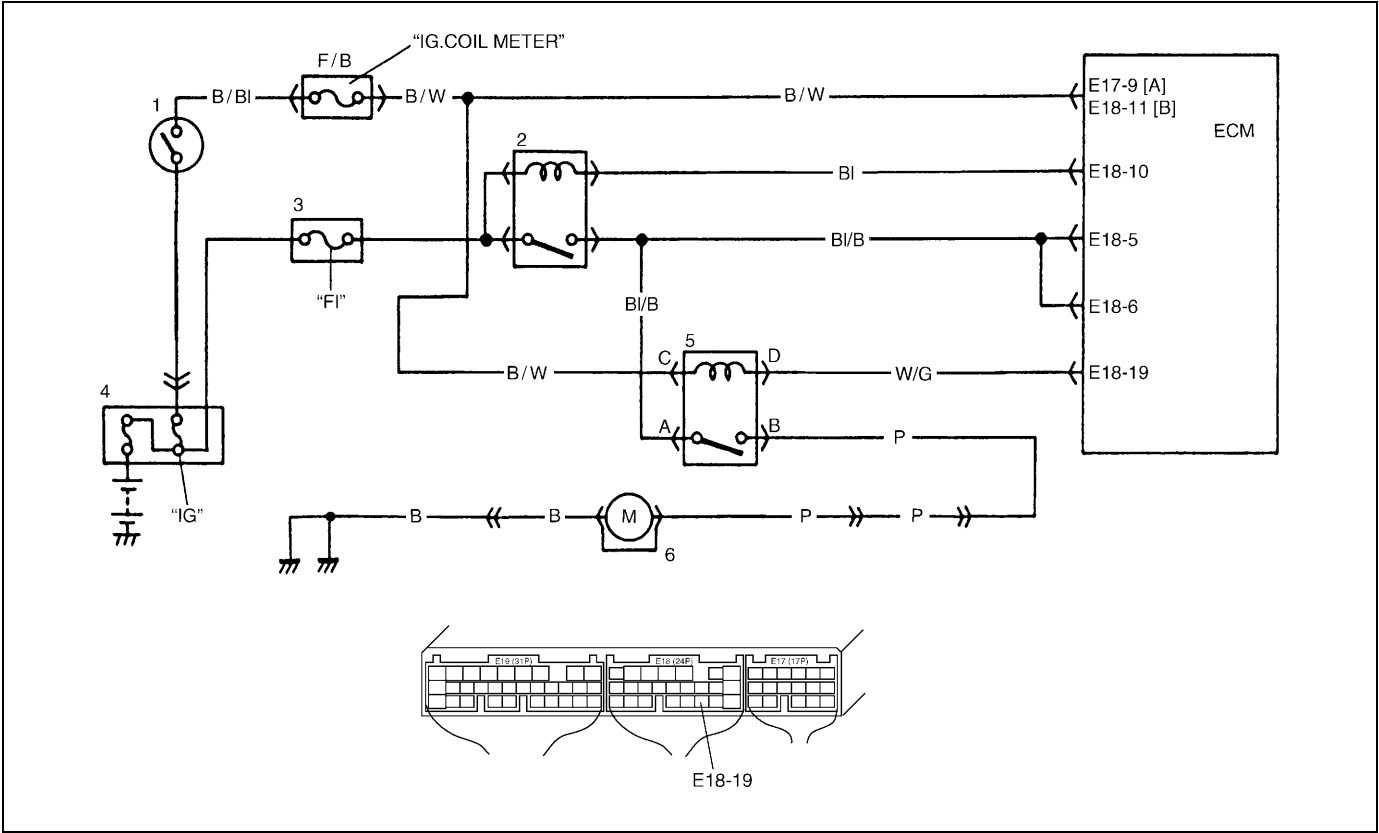 "IG.COIL METER"
F/B
1
B/Bl
B/W
B/W
E17-9 [A]
E18-11 [B]
ECM
2
Bl
E18-10
3
Bl/B
E18-5
"FI"
Bl/B
E18-6
5
C
D
B/W
W/G
E18-19
4
A
B
P
"IG"
B
B
M
P
P
6
E19 (31P)
E18 (24P)
E17 (17P)
E18-19